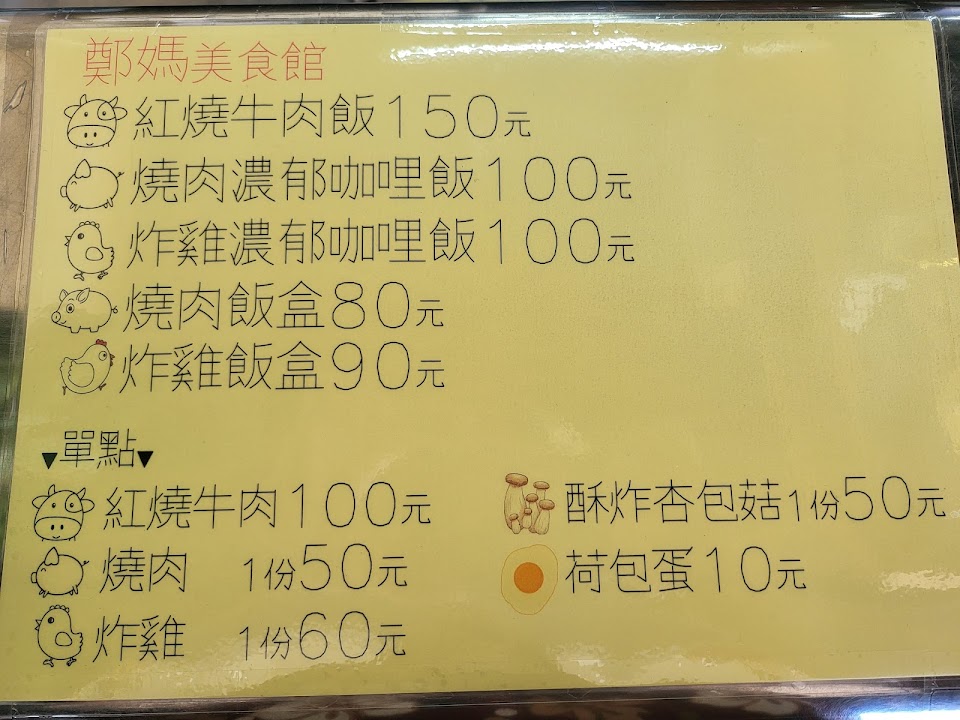 鄭媽美食館
紅燒牛肉飯150元
燒肉濃郁咖哩飯100元
炸雞濃郁咖哩飯100元
燒肉飯盒80元
炸雞飯盒90元
▼單點▼
紅燒牛肉100元
燒肉 1份50元
炸雞 1份60元
酥炸杏包菇1份50元
荷包蛋10元